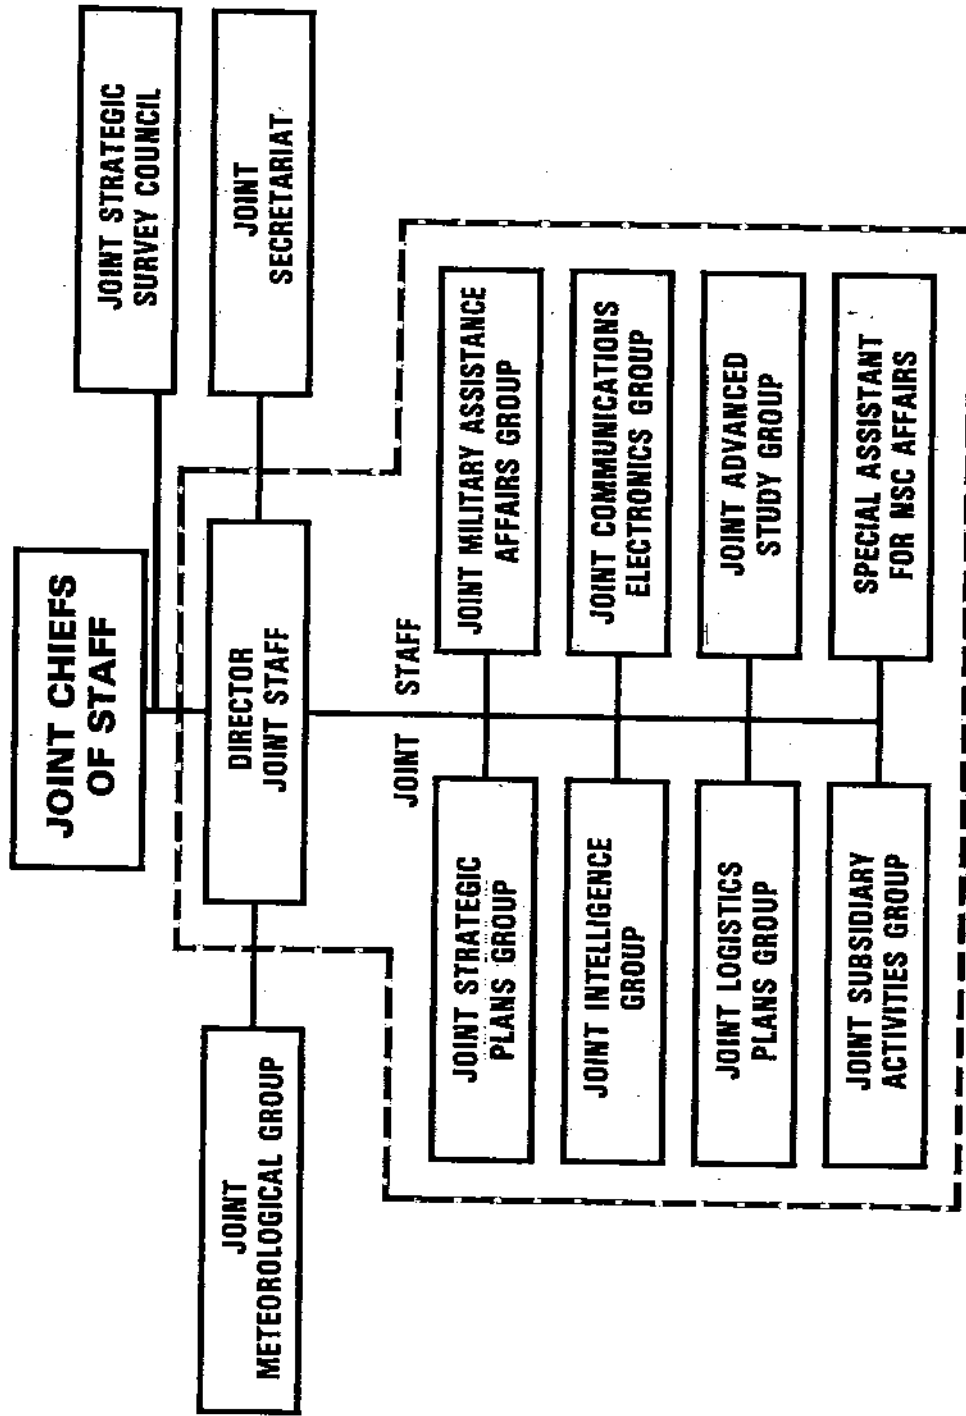 JOINT CHIEFS
OF STAFF
JOINT STRATEGIC
SURVEY COUNCIL
JOINT
METEOROLOGICAL GROUP
DIRECTOR
JOINT STAFF
JOINT
SECRETARIAT
JOINT STAFF
JOINT STRATEGIC
PLANS GROUP
JOINT MILITARY ASSISTANCE
AFFAIRS GROUP
JOINT INTELLIGENCE
GROUP
JOINT COMMUNICATIONS
ELECTRONICS GROUP
JOINT LOGISTICS
PLANS GROUP
JOINT ADVANCED
STUDY GROUP
JOINT SUBSIDIARY
ACTIVITIES GROUP
SPECIAL ASSISTANT
FOR NSC AFFAIRS